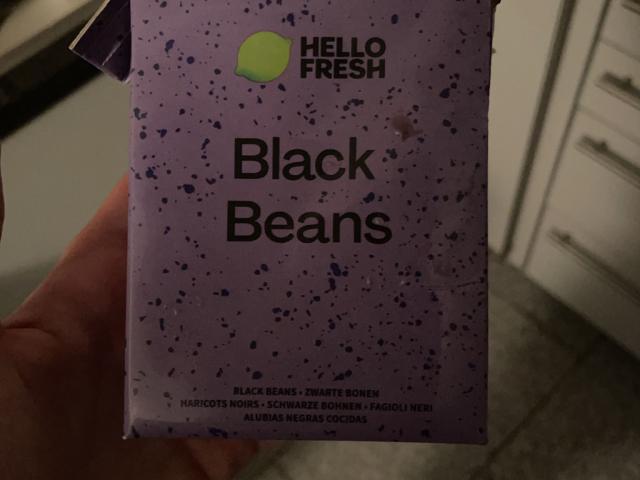 HELLO
FRESH
Black
Beans
BLACK BEANS • ZWARTE BONEN
HARICOTS NOIRS • SCHWARZE BOHNEN • FAGIOLI NERI
ALUBIAS NEGRAS COCIDAS